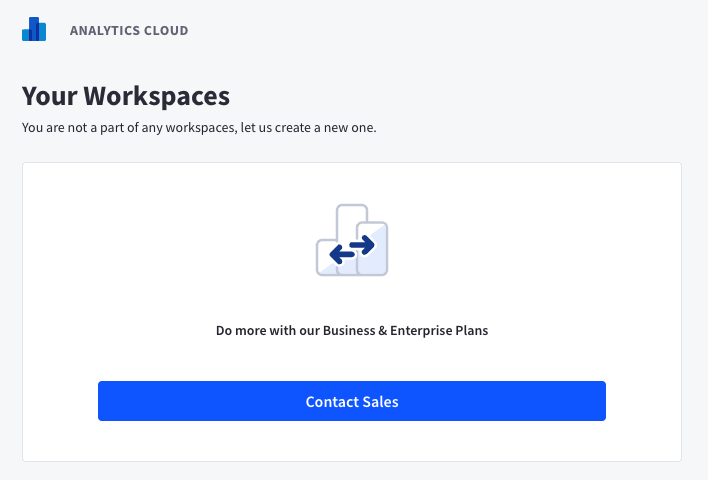 ANALYTICS CLOUD
Your Workspaces
You are not a part of any workspaces, let us create a new one.
Do more with our Business & Enterprise Plans
Contact Sales